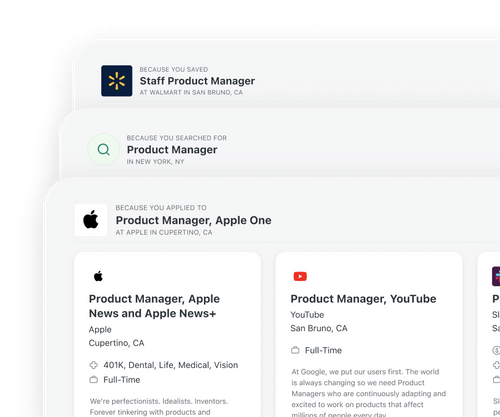 BECAUSE YOU SAVED
Staff Product Manager
AT WALMART IN SAN BRUNO, CA
BECAUSE YOU SEARCHED FOR
Product Manager
IN NEW YORK, NY
BECAUSE YOU APPLIED TO
Product Manager, Apple One
AT APPLE IN CUPERTINO, CA
Product Manager, Apple
News and Apple News+
Apple
Cupertino, CA
401K, Dental, Life, Medical, Vision
Full-Time
We're perfectionists. Idealists. Inventors.
Forever tinkering with products and
Product Manager, YouTube
YouTube
San Bruno, CA
Full-Time
At Google, we put our users first. The world
is always changing so we need Product
Managers who are continuously adapting and
excited to work on products that affect
millions of people every day.